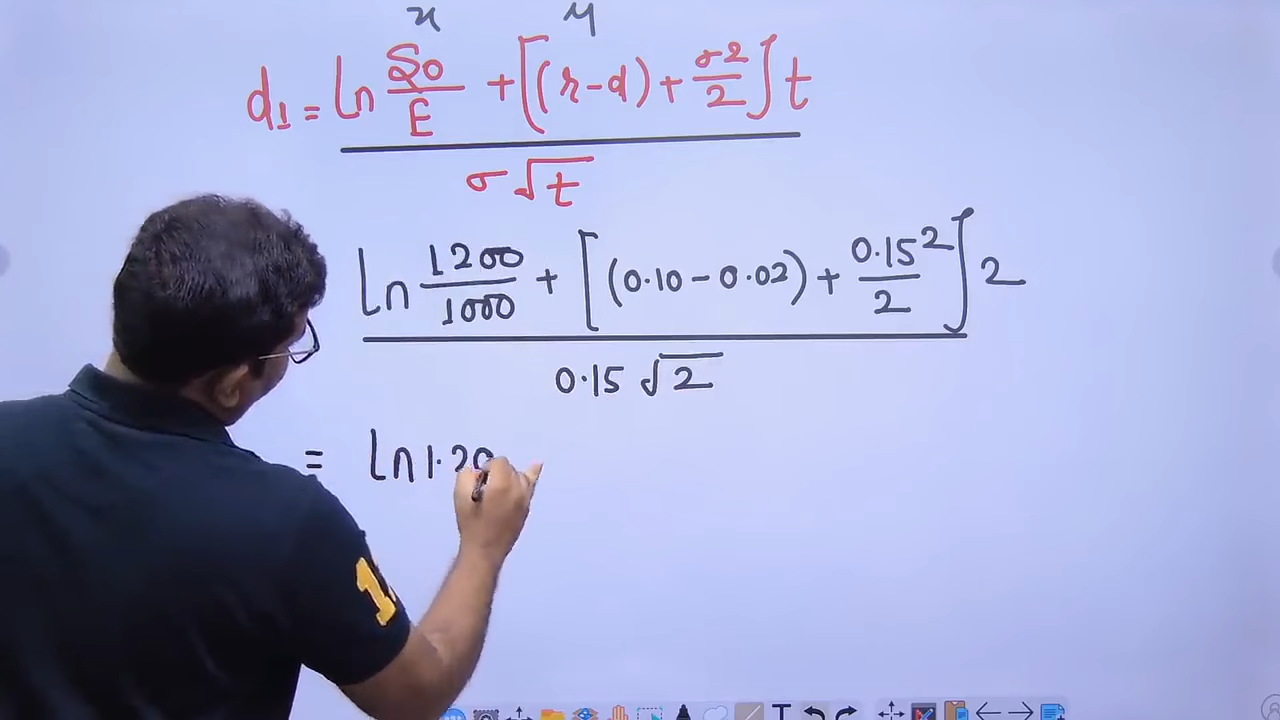 x y
d₁ = ln S0/E + [(r-d) + σ²/2] t
σ√t
ln 1200/1000 + [(0.10 - 0.02) + 0.15²/2] 2
0.15 √2
= ln 1.20
1